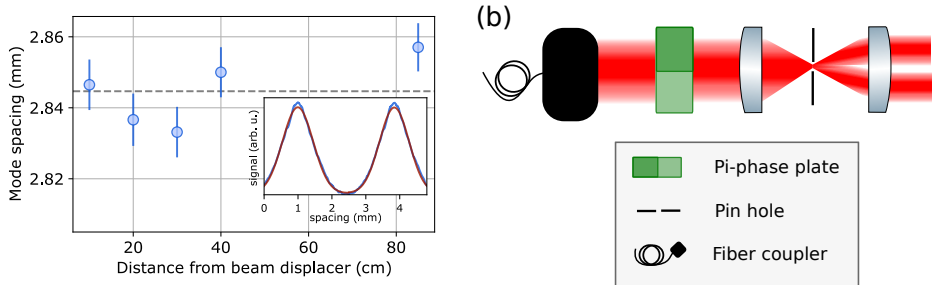 (b)
2.86
2.84
2.82
Mode spacing (mm)
signal (arb. u.)
0 1 2 3 4
spacing (mm)
20 40 60 80
Distance from beam displacer (cm)
Pi-phase plate
Pin hole
Fiber coupler